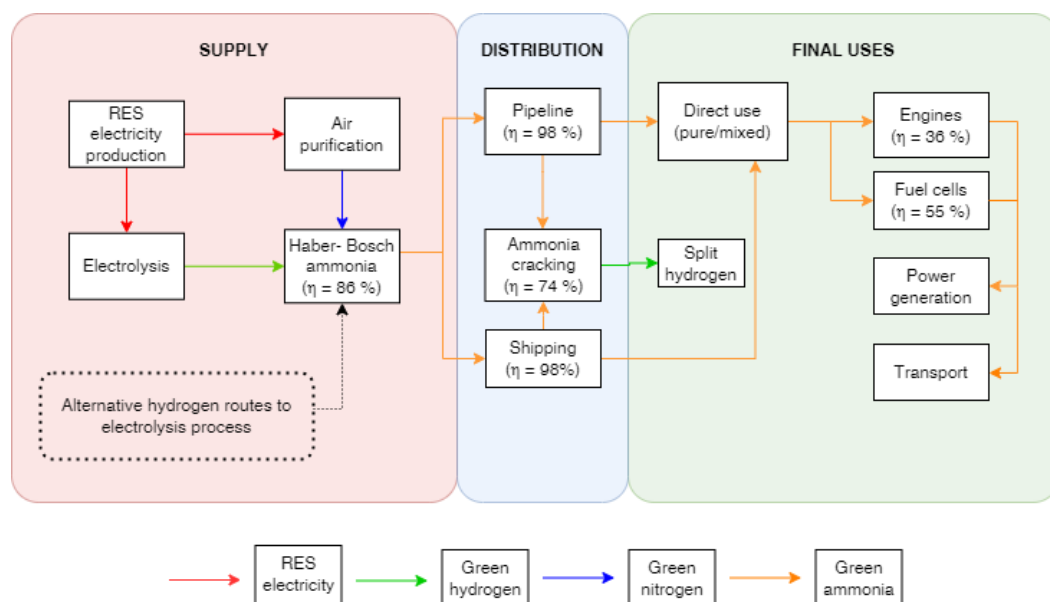 SUPPLY
DISTRIBUTION
FINAL USES
RES
electricity
production
Air
purification
Pipeline
(η = 98 %)
Direct use
(pure/mixed)
Engines
(η = 36 %)
Fuel cells
(η = 55 %)
Electrolysis
Haber- Bosch
ammonia
(η = 86 %)
Ammonia
cracking
(η = 74 %)
Split
hydrogen
Power
generation
Shipping
(η = 98%)
Transport
Alternative hydrogen routes to
electrolysis process
RES
electricity
Green
hydrogen
Green
nitrogen
Green
ammonia